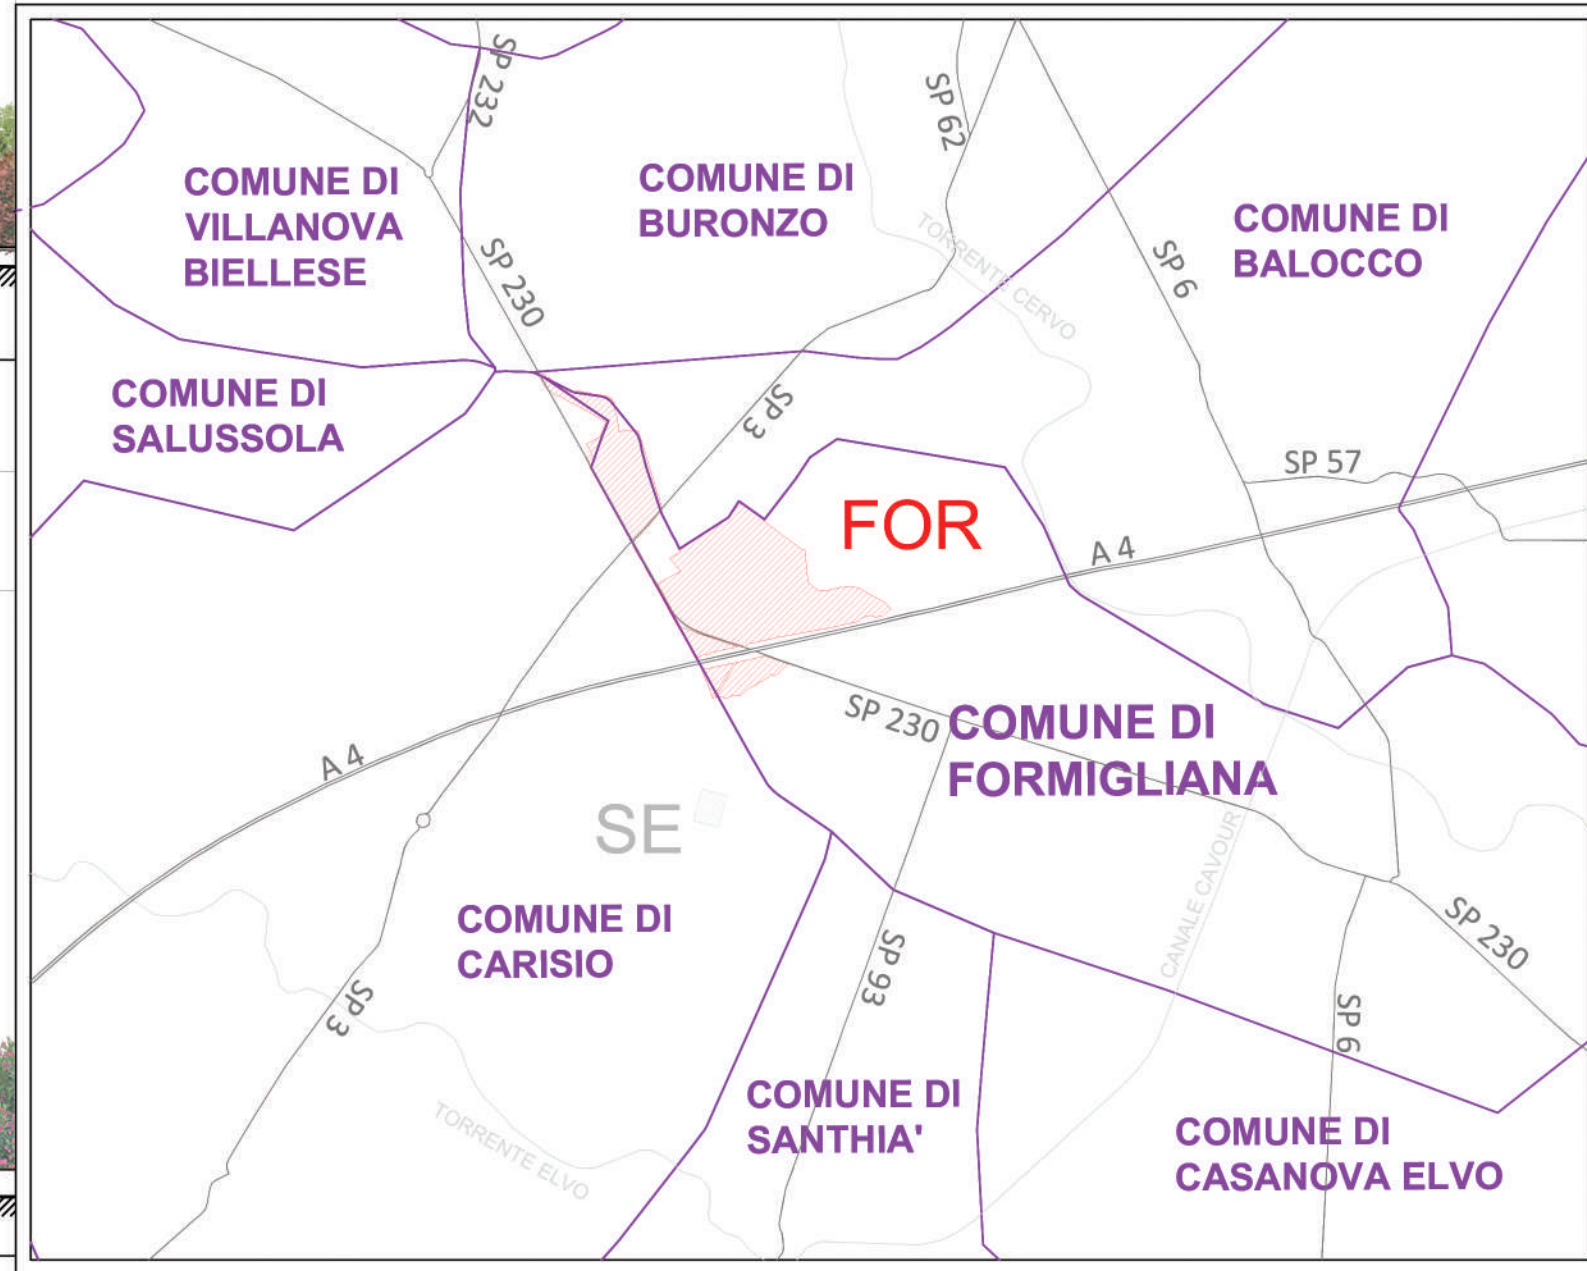 SP 232
SP 62
COMUNE DI
VILLANOVA
BIELLESE
COMUNE DI
BURONZO
COMUNE DI
BALOCCO
TORRENTE CERVO
SP 6
SP 230
COMUNE DI
SALUSSOLA
SP 3
SP 57
FOR
A 4
SP 230
COMUNE DI
FORMIGLIANA
A 4
SE
CANALE CAVOUR
COMUNE DI
CARISIO
SP 230
SP 93
SP 3
SP 6
COMUNE DI
SANTHIA'
TORRENTE ELVO
COMUNE DI
CASANOVA ELVO